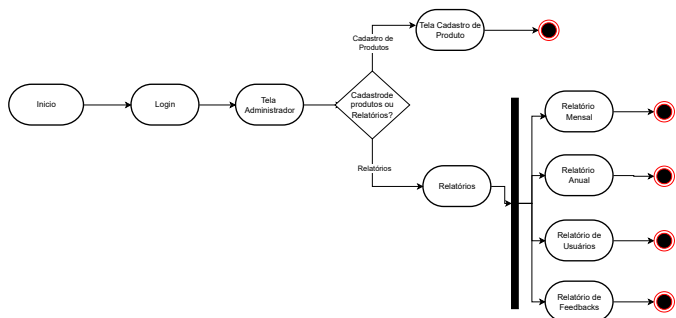 Inicio
Login
Tela
Administrador
Cadastrode
produtos ou
Relatórios?
Cadastro de
Produtos
Tela Cadastro de
Produto
Relatórios
Relatórios
Relatório
Mensal
Relatório
Anual
Relatório de
Usuários
Relatório de
Feedbacks